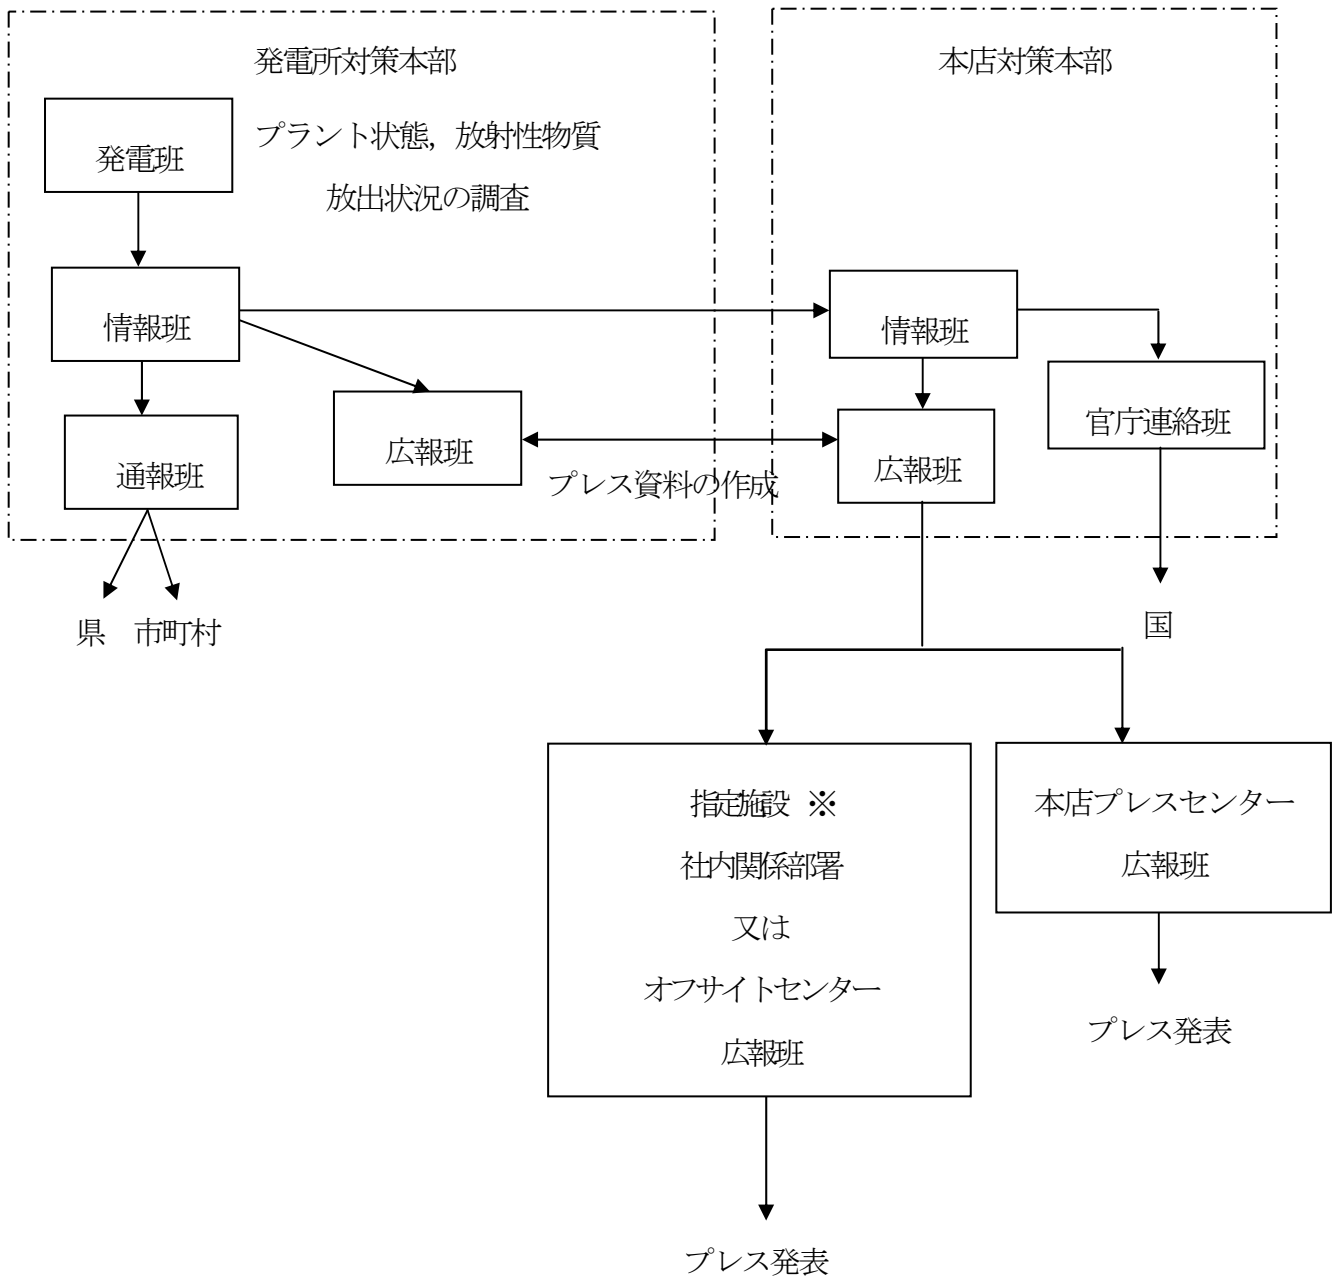 発電所対策本部
本店対策本部
発電班
プラント状態，放射性物質
放出状況の調査
情報班
情報班
広報班
官庁連絡班
通報班
広報班
プレス資料の作成
県　市町村
国
指定施設　※
社内関係部署
又は
オフサイトセンター
広報班
本店プレスセンター
広報班
プレス発表
プレス発表